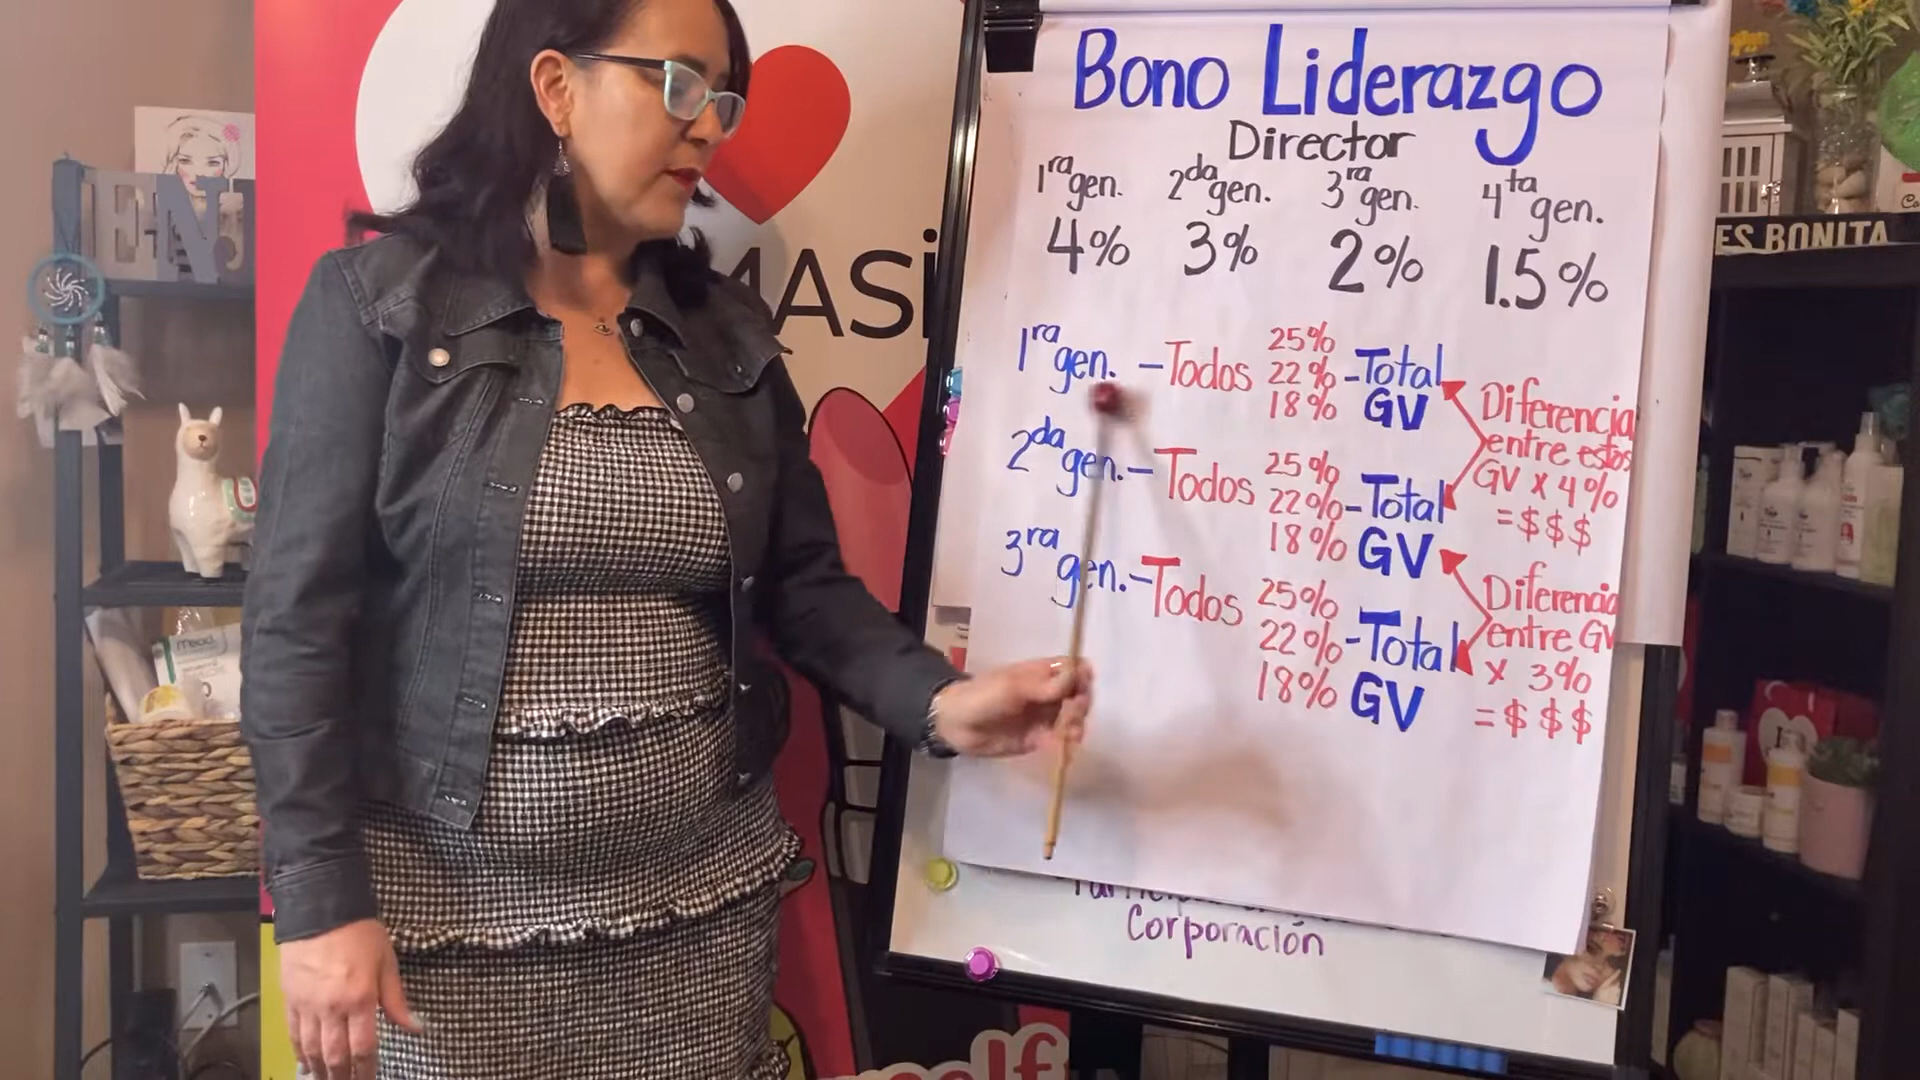 Bono Liderazgo
Director
1ra gen. 2da gen. 3ra gen. 4ta gen.
4% 3% 2% 1.5%
1ra gen. - Todos 25% 22% 18% - Total GV
2da gen. - Todos 25% 22% 18% - Total GV
3ra gen. - Todos 25% 22% 18% - Total GV
Diferencia
entre estos
GV x 4%
= $$$
Diferencia
entre GV
x 3%
= $$$
Corporación
ES BONITA